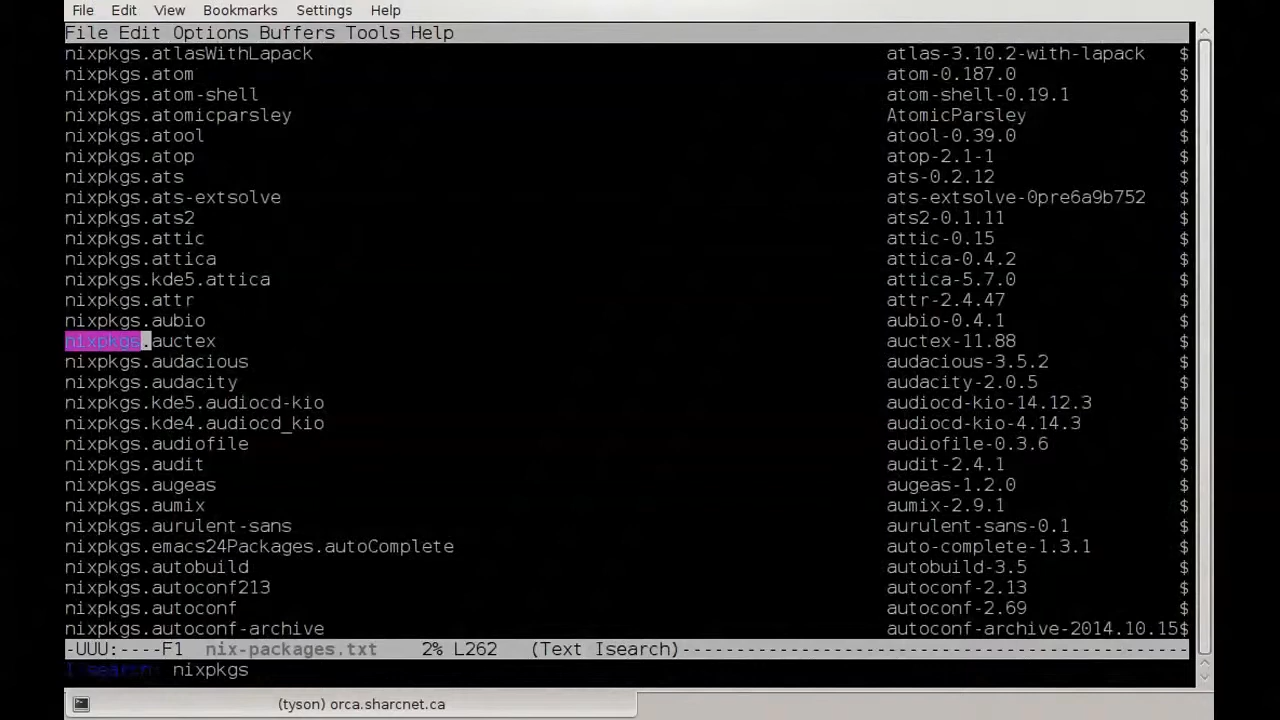 File Edit View Bookmarks Settings Help
File Edit Options Buffers Tools Help
nixpkgs.atlasWithLapack atlas-3.10.2-with-lapack $
nixpkgs.atom atom-0.187.0 $
nixpkgs.atom-shell atom-shell-0.19.1 $
nixpkgs.atomicparsley AtomicParsley $
nixpkgs.atool atool-0.39.0 $
nixpkgs.atop atop-2.1-1 $
nixpkgs.ats ats-0.2.12 $
nixpkgs.ats-extsolve ats-extsolve-0pre6a9b752 $
nixpkgs.ats2 ats2-0.1.11 $
nixpkgs.attic attic-0.15 $
nixpkgs.attica attica-0.4.2 $
nixpkgs.kde5.attica attica-5.7.0 $
nixpkgs.attr attr-2.4.47 $
nixpkgs.aubio aubio-0.4.1 $
nixpkgs.auctex auctex-11.88 $
nixpkgs.audacious audacious-3.5.2 $
nixpkgs.audacity audacity-2.0.5 $
nixpkgs.kde5.audiocd-kio audiocd-kio-14.12.3 $
nixpkgs.kde4.audiocd_kio audiocd-kio-4.14.3 $
nixpkgs.audiofile audiofile-0.3.6 $
nixpkgs.audit audit-2.4.1 $
nixpkgs.augeas augeas-1.2.0 $
nixpkgs.aumix aumix-2.9.1 $
nixpkgs.aurulent-sans aurulent-sans-0.1 $
nixpkgs.emacs24Packages.autoComplete auto-complete-1.3.1 $
nixpkgs.autobuild autobuild-3.5 $
nixpkgs.autoconf213 autoconf-2.13 $
nixpkgs.autoconf autoconf-2.69 $
nixpkgs.autoconf-archive autoconf-archive-2014.10.15$
-UUU:----F1 nix-packages.txt 2% L262 (Text Isearch)-----------------------------------------------
I-search: nixpkgs
(tyson) orca.sharcnet.ca